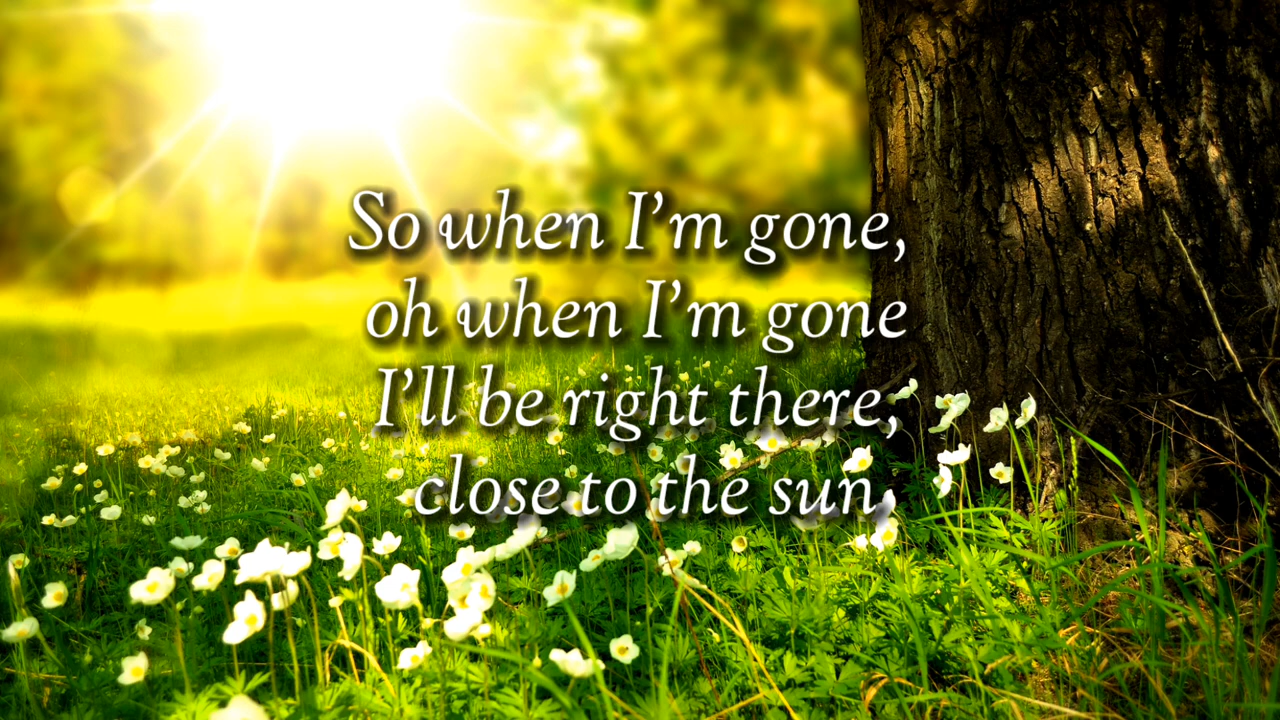 So when I’m gone,
oh when I’m gone
I’ll be right there,
close to the sun,